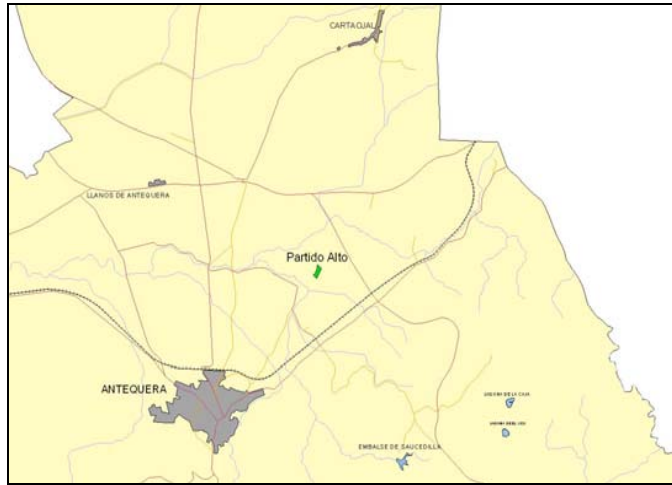 CARTAOJAL
LLANOS DE ANTEQUERA
Partido Alto
ANTEQUERA
EMBALSE DE SAUCEDILLA